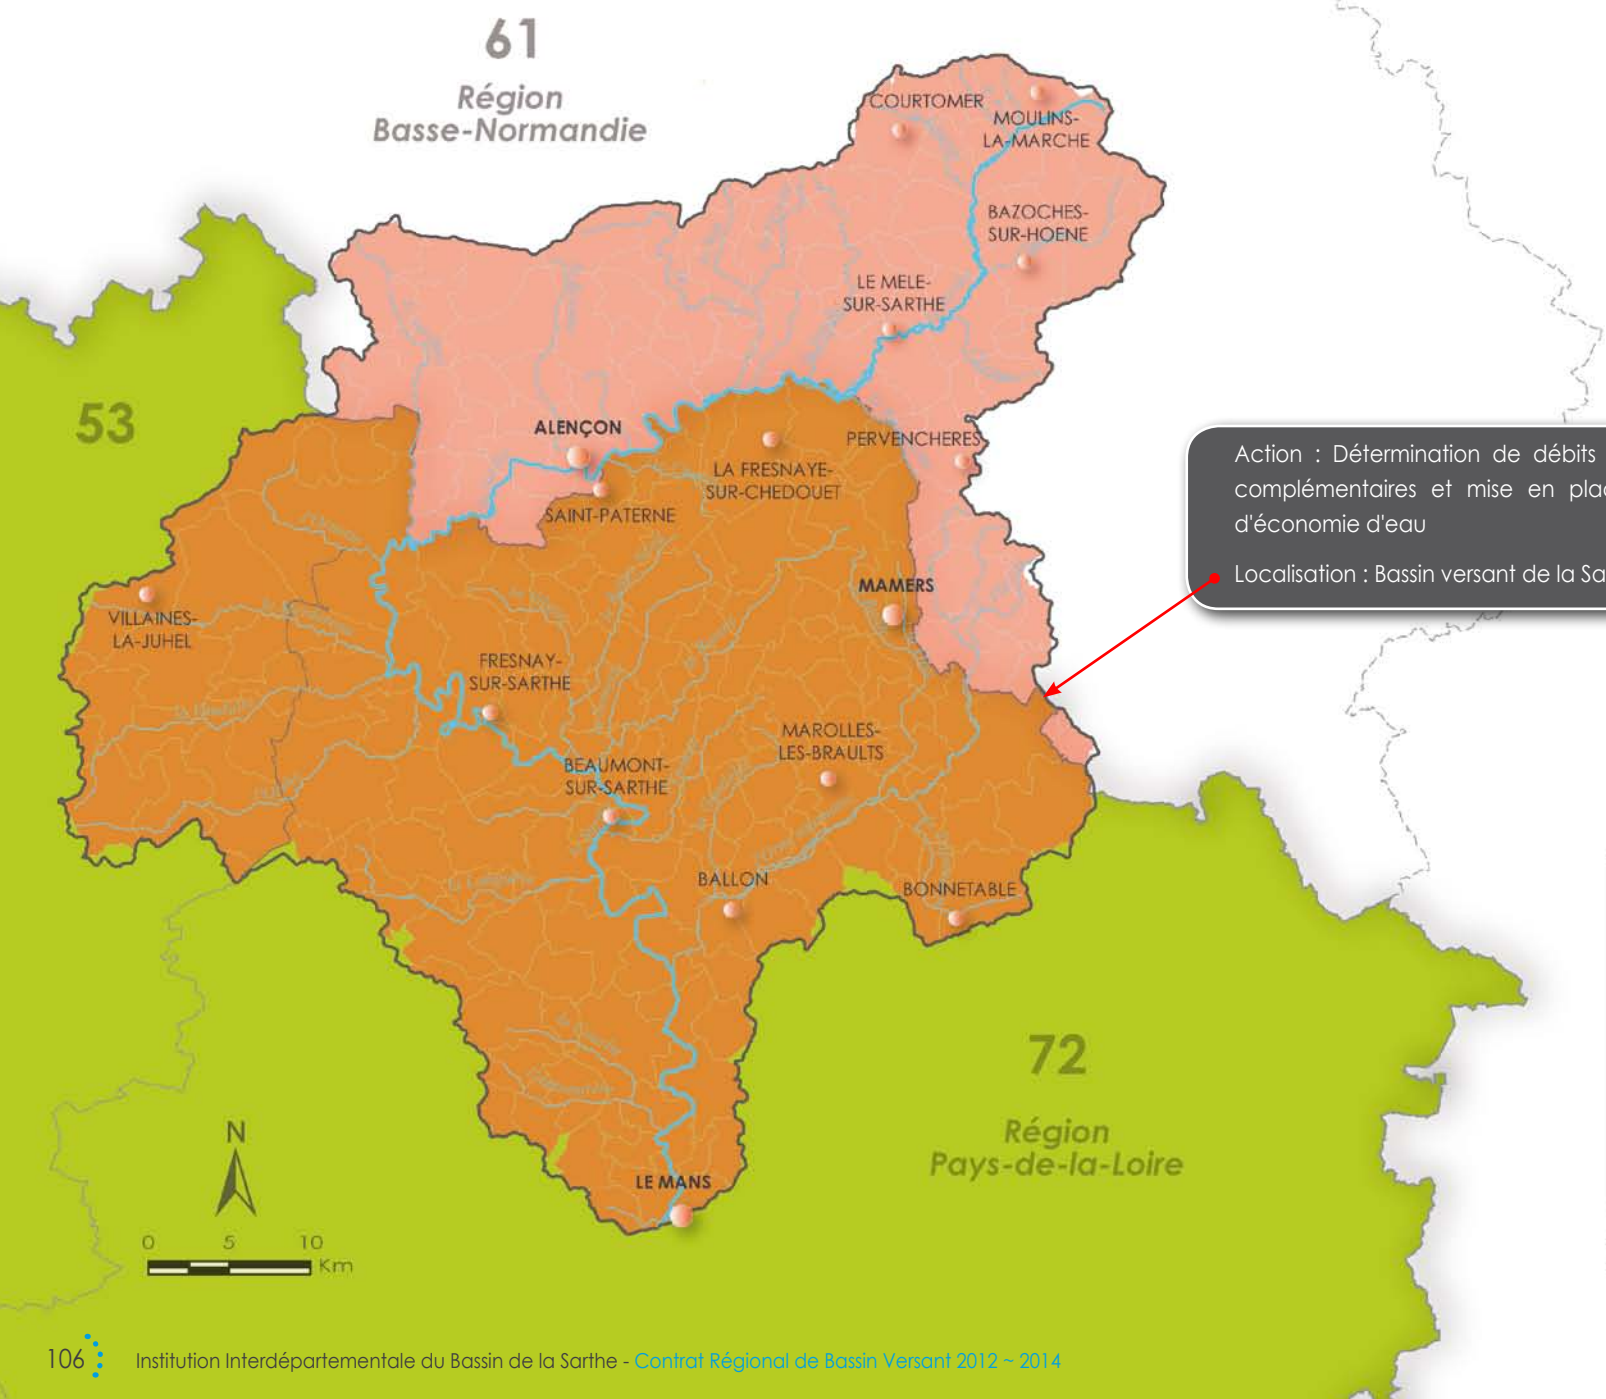 61
Région
Basse-Normandie
COURTOMER
MOULINS-
LA-MARCHE
BAZOCHES-
SUR-HOENE
LE MELE-
SUR-SARTHE
53
ALENÇON
PERVENCHERES
LA FRESNAYE-
SUR-CHEDOUET
SAINT-PATERNE
Action : Détermination de débits
complémentaires et mise en plac
d'économie d'eau
Localisation : Bassin versant de la Sa
MAMERS
VILLAINES-
LA-JUHEL
FRESNAY-
SUR-SARTHE
MAROLLES-
LES-BRAULTS
BEAUMONT-
SUR-SARTHE
BALLON
BONNETABLE
72
Région
Pays-de-la-Loire
N
LE MANS
0 5 10
Km
106 Institution Interdépartementale du Bassin de la Sarthe - Contrat Régional de Bassin Versant 2012 ~ 2014